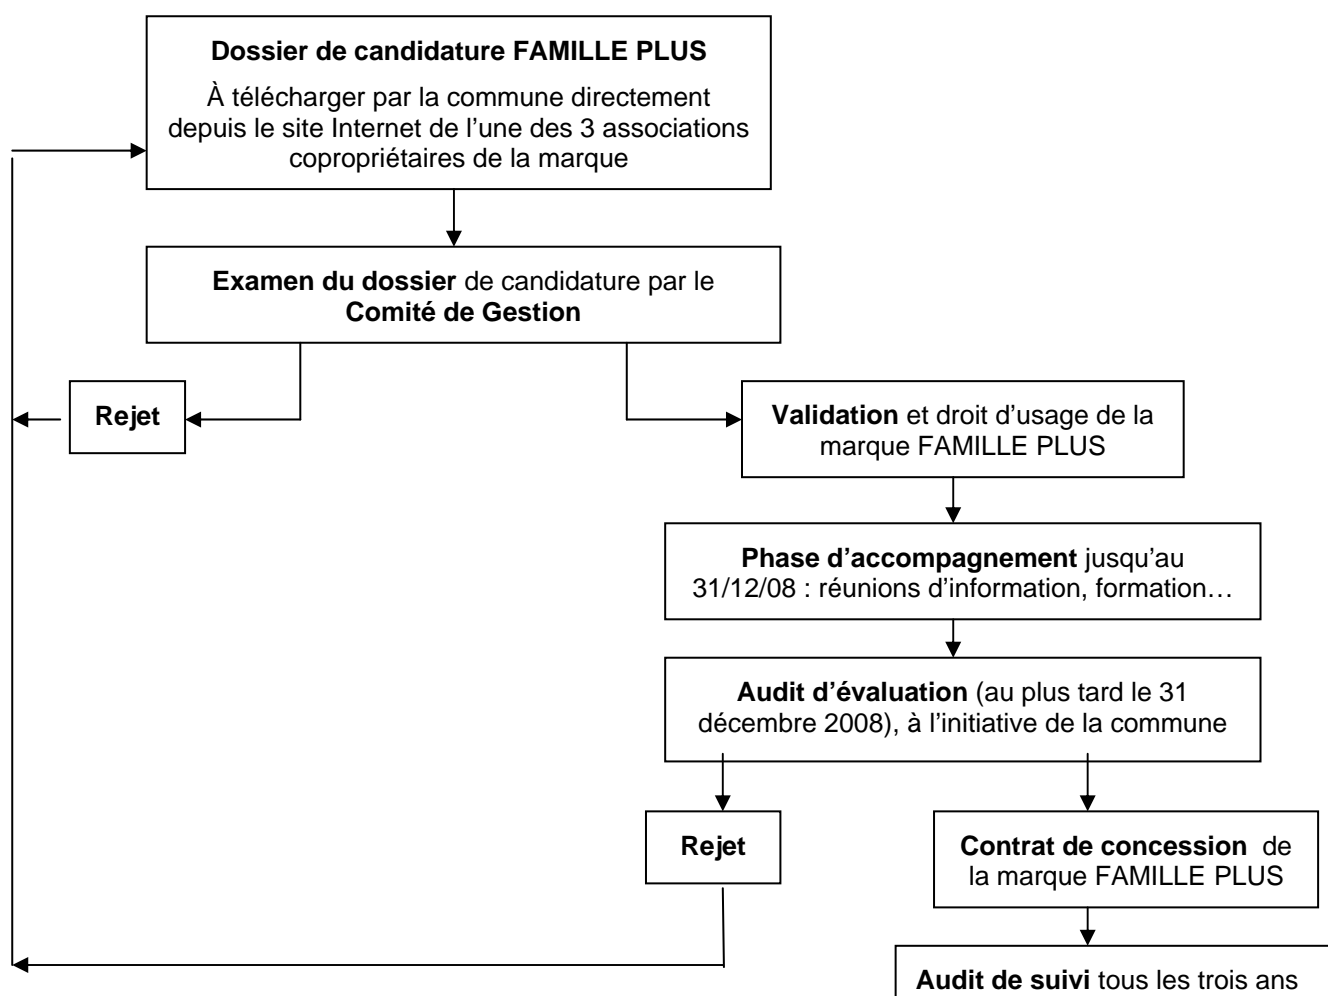 Dossier de candidature FAMILLE PLUS
À télécharger par la commune directement
depuis le site Internet de l’une des 3 associations
copropriétaires de la marque
Examen du dossier de candidature par le
Comité de Gestion
Rejet
Validation et droit d’usage de la
marque FAMILLE PLUS
Phase d’accompagnement jusqu’au
31/12/08 : réunions d’information, formation…
Audit d’évaluation (au plus tard le 31
décembre 2008), à l’initiative de la commune
Rejet
Contrat de concession de
la marque FAMILLE PLUS
Audit de suivi tous les trois ans